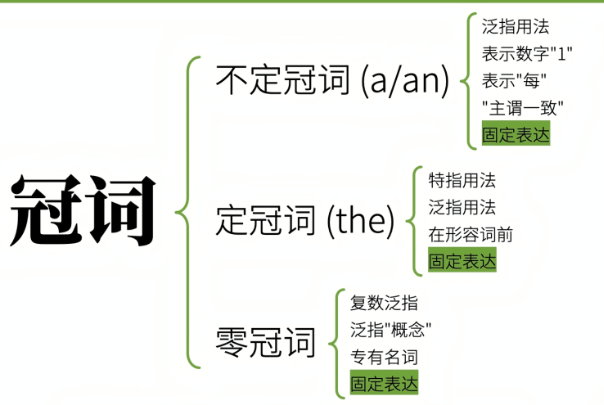 冠词
不定冠词 (a/an)
泛指用法
表示数字"1"
表示"每"
"主谓一致"
固定表达
定冠词 (the)
特指用法
泛指用法
在形容词前
固定表达
零冠词
复数泛指
泛指"概念"
专有名词
固定表达